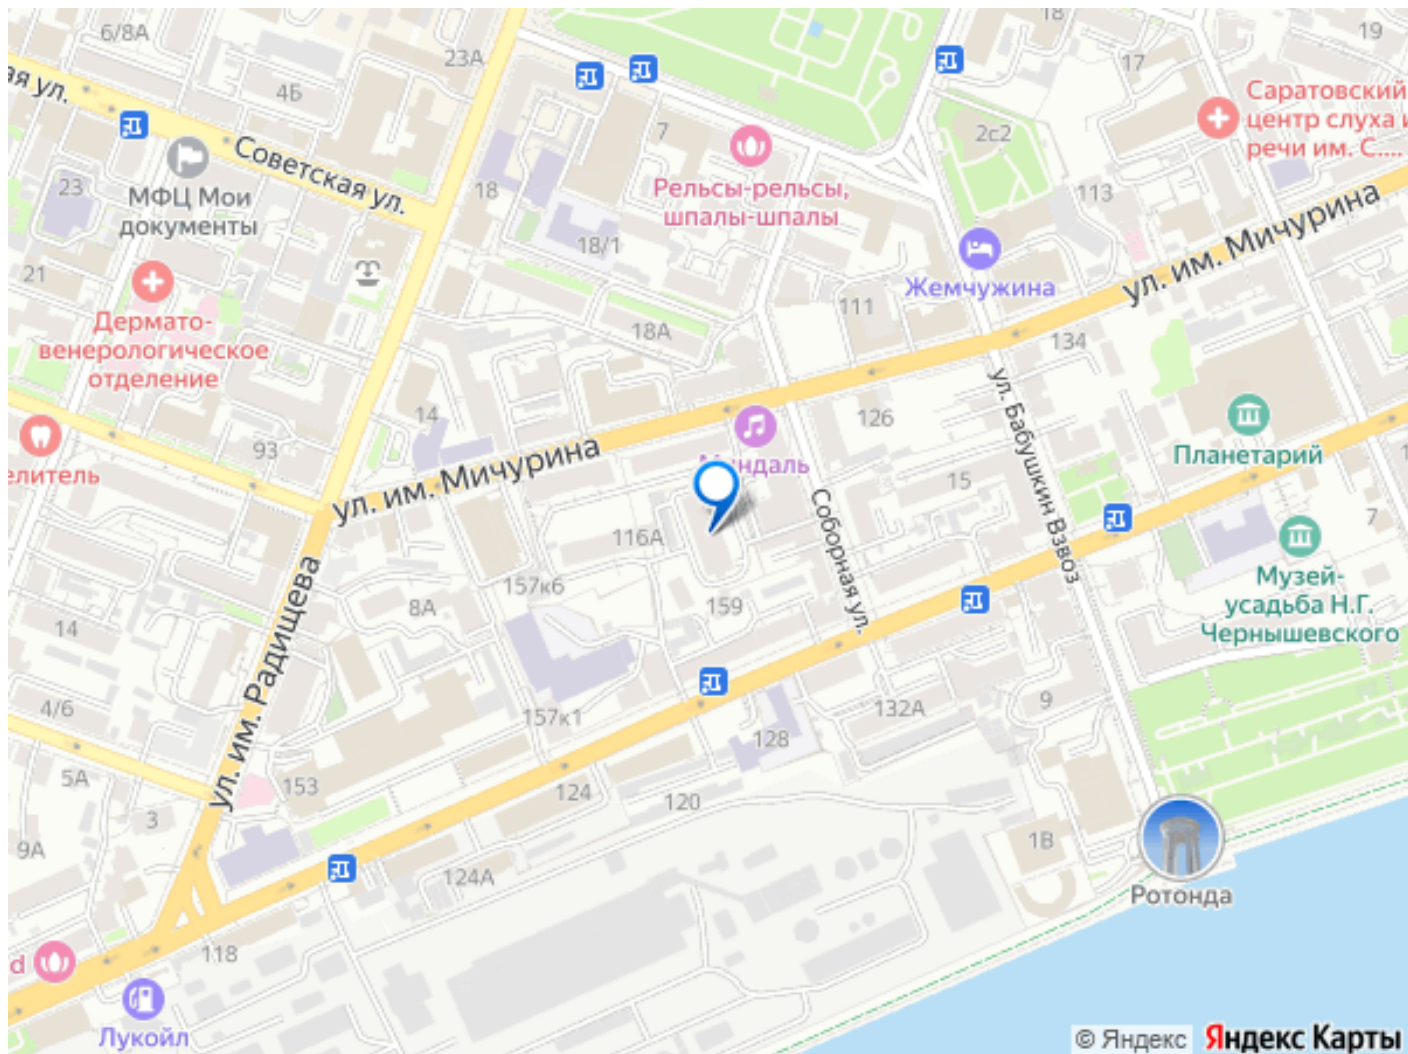 6/8А
18
19
23А
17
ая ул.
4Б
Саратовский
центр слуха и
речи им. С....
7
2с2
Советская ул.
23
МФЦ Мои
документы
18
Рельсы-рельсы,
шпалы-шпалы
113
ул. им. Мичурина
18/1
21
Жемчужина
111
Дермато-
венерологическое
отделение
18А
134
14
126
ул. Бабушкин Взвоз
93
ул. им. Мичурина
Планетарий
елитель
15
Соборная ул.
116А
7
157к6
8А
159
Музей-
усадьба Н.Г.
Чернышевского
14
ул. им. Радищева
4/6
157к1
132А
9
128
5А
153
124
120
3
9А
1В
124А
Ротонда
118
d
Лукойл
© Яндекс Яндекс Карты